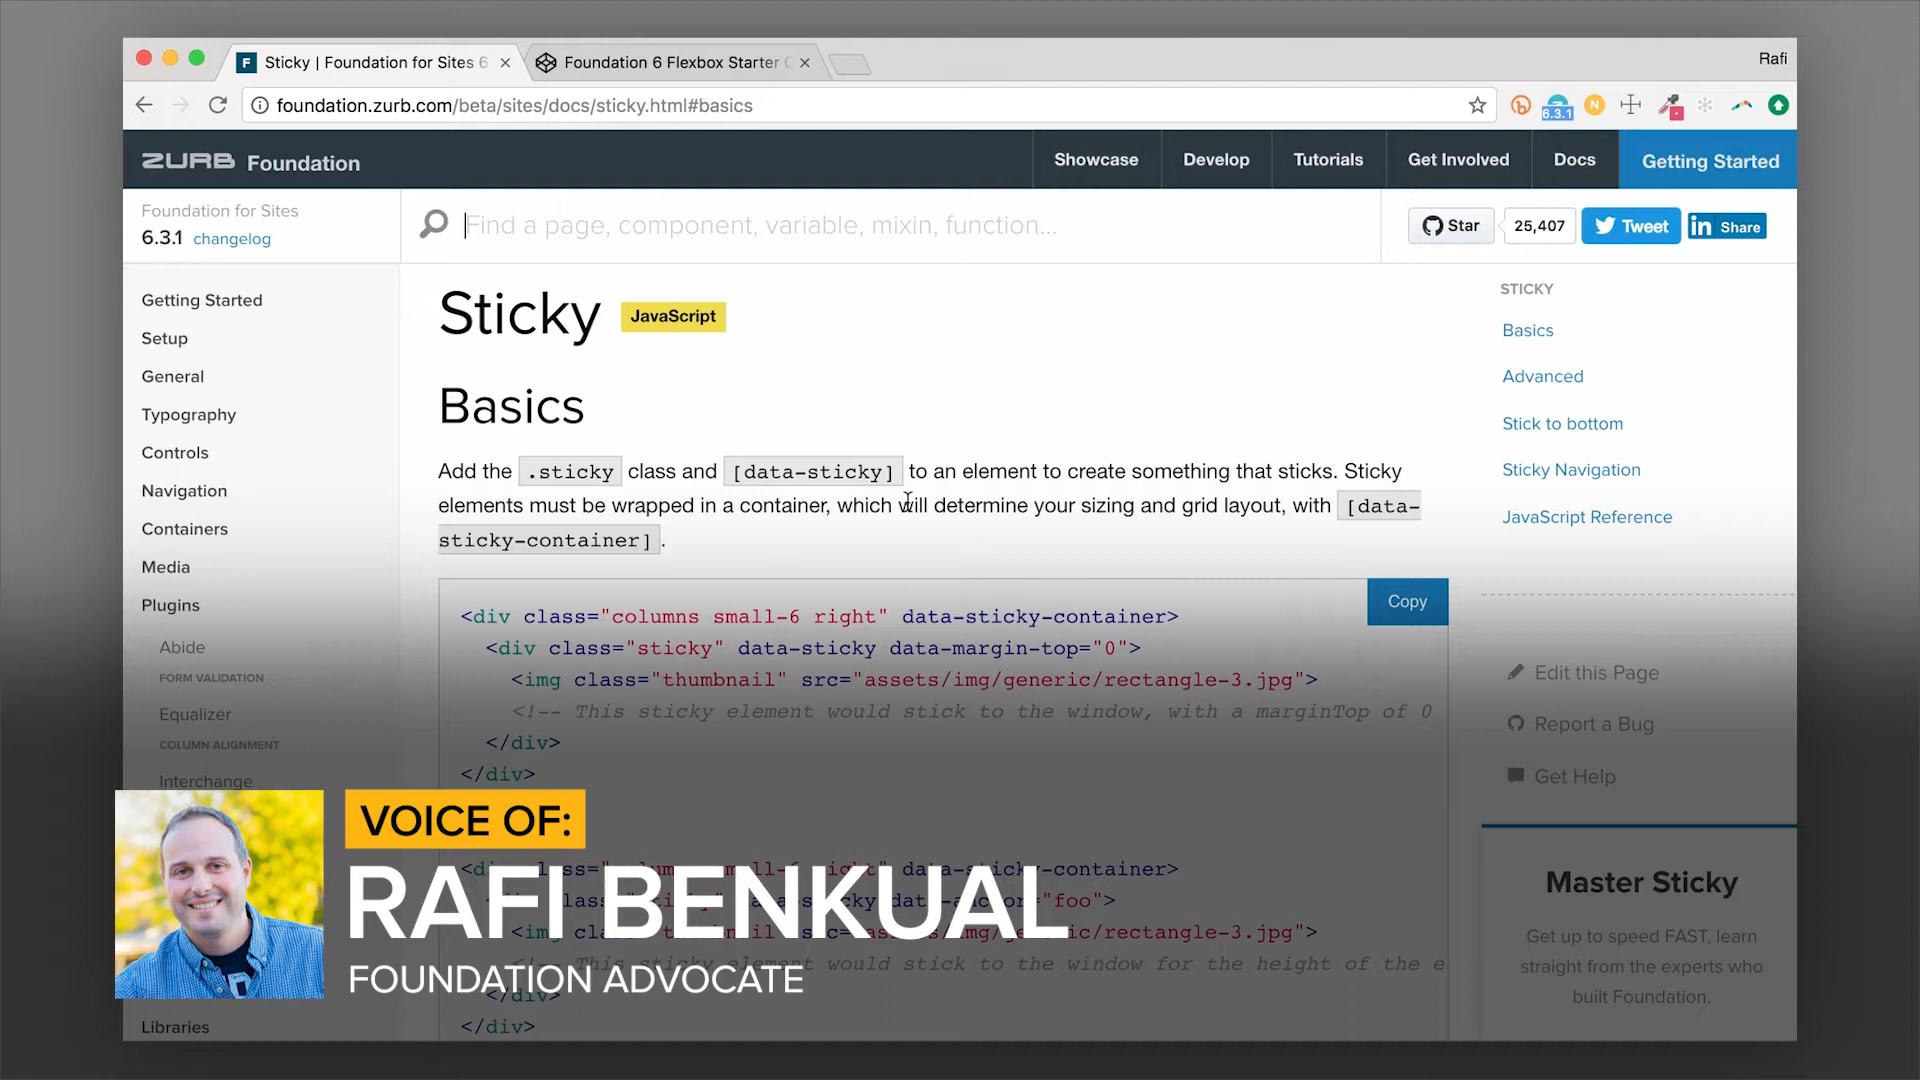 Sticky | Foundation for Sites 6
Foundation 6 Flexbox Starter
Rafi
foundation.zurb.com/beta/sites/docs/sticky.html#basics
6.3.1
ZURB Foundation
Showcase
Develop
Tutorials
Get Involved
Docs
Getting Started
Foundation for Sites
6.3.1 changelog
Find a page, component, variable, mixin, function...
Star
25,407
Tweet
in Share
Getting Started
Setup
General
Typography
Controls
Navigation
Containers
Media
Plugins
Abide
FORM VALIDATION
Equalizer
COLUMN ALIGNMENT
Interchange
Libraries
Sticky JavaScript
Basics
Add the .sticky class and [data-sticky] to an element to create something that sticks. Sticky
elements must be wrapped in a container, which will determine your sizing and grid layout, with [data-
sticky-container].
Copy
<div class="columns small-6 right" data-sticky-container>
<div class="sticky" data-sticky data-margin-top="0">
<img class="thumbnail" src="assets/img/generic/rectangle-3.jpg">
<!-- This sticky element would stick to the window, with a marginTop of 0
</div>
</div>
data-sticky-container>
="foo">
rectangle-3.jpg">
element would stick to the window for the height of the e
</div>
</div>
STICKY
Basics
Advanced
Stick to bottom
Sticky Navigation
JavaScript Reference
Edit this Page
Report a Bug
Get Help
Master Sticky
Get up to speed FAST, learn
straight from the experts who
built Foundation.
VOICE OF:
RAFI BENKUAL
FOUNDATION ADVOCATE